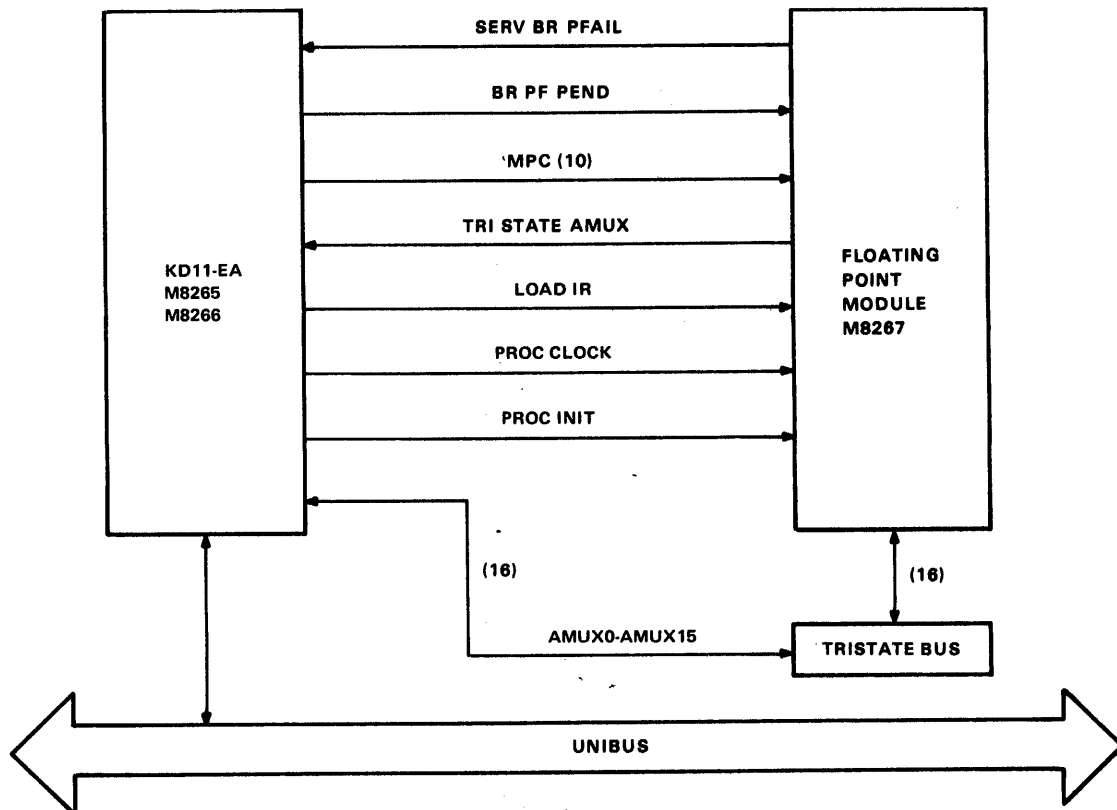 SERV BR PFAIL
BR PF PEND
MPC (10)
TRI STATE AMUX
KD11-EA
M8265
M8266
FLOATING
POINT
MODULE
M8267
LOAD IR
PROC CLOCK
PROC INIT
(16)
(16)
AMUX0-AMUX15
TRISTATE BUS
UNIBUS